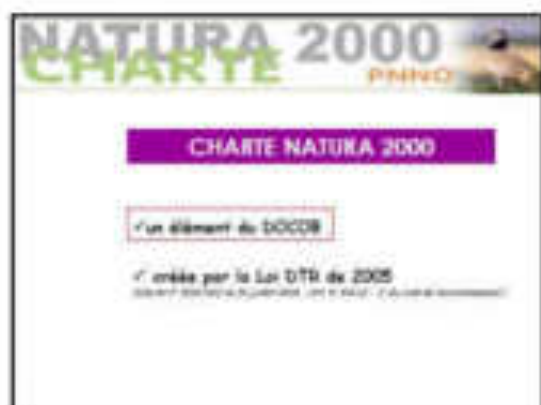 NATURA 2000
CHARTE
PNNO
CHARTE NATURA 2000
✓un élément du DOCOB
✓ créée par la Loi DTR de 2005